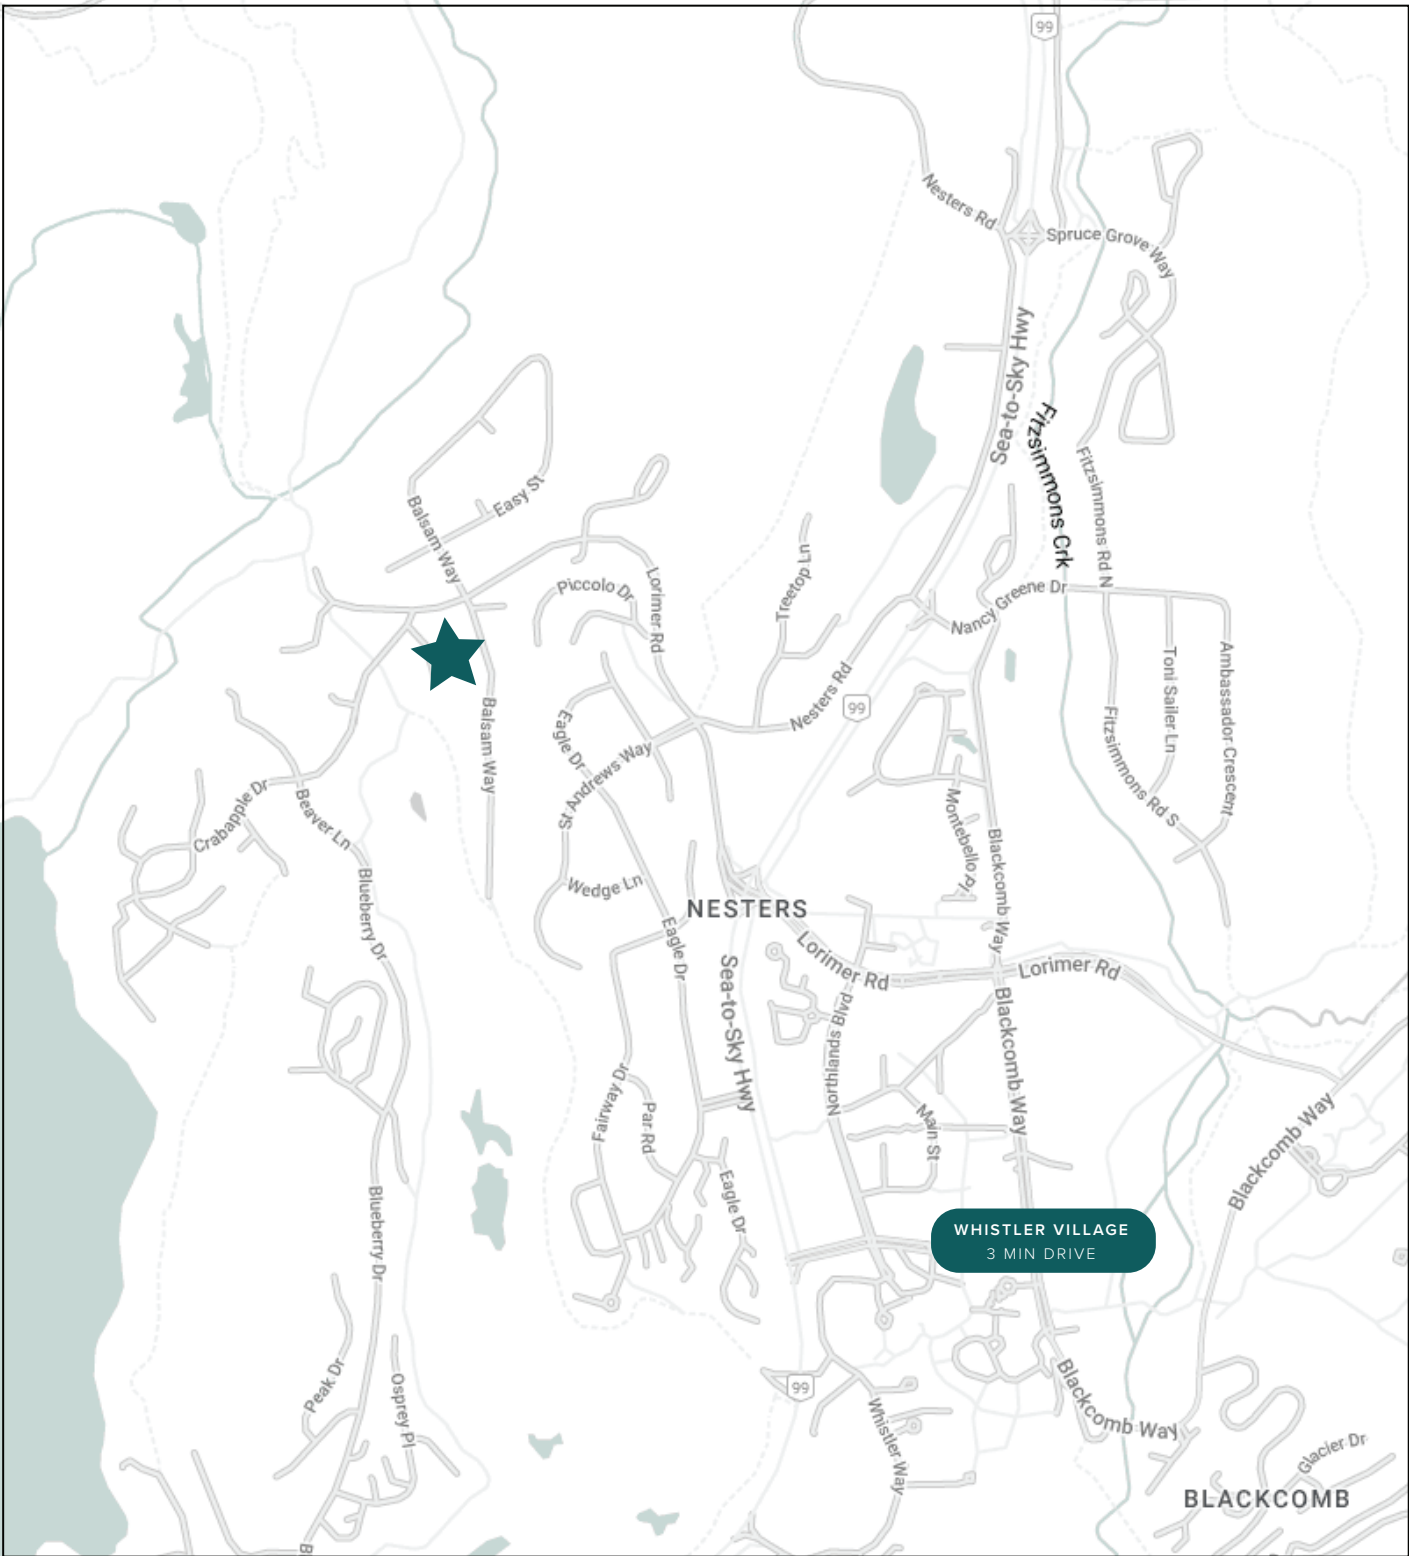 99
Nesters Rd
Spruce Grove Way
Sea-to-Sky Hwy
Fitzsimmons Crk
Fitzsimmons Rd N
Balsam Way
Easy St
Piccolo Dr
Lorimer Rd
Treetop Ln
Nancy Greene Dr
Nesters Rd
99
Toni Sailer Ln
Ambassador Crescent
Fitzsimmons Rd S
Balsam Way
Eagle Dr
St Andrews Way
Crabapple Dr
Beaver Ln
Montebello Pl
Blackcomb Way
Blueberry Dr
Wedge Ln
NESTERS
Eagle Dr
Lorimer Rd
Lorimer Rd
Sea-to-Sky Hwy
Northlands Blvd
Blackcomb Way
Fairway Dr
Par Rd
Main St
Blackcomb Way
Eagle Dr
Blueberry Dr
WHISTLER VILLAGE
3 MIN DRIVE
Peak Dr
Osprey Pl
99
Whistler Way
Blackcomb Way
Glacier Dr
BLACKCOMB
B